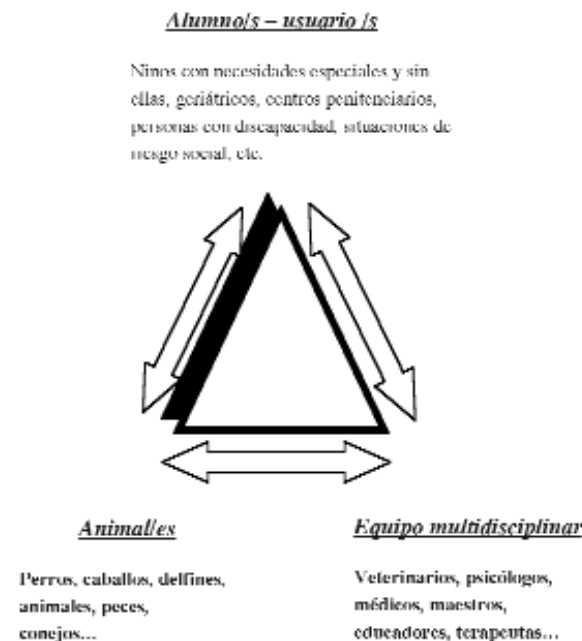 Alumno/s – usuario /s
Ninos con necesidades especiales y sin
ellas, geriátricos, centros penitenciarios,
personas con discapacidad, situaciones de
riesgo social, etc.
Animal/es
Perros, caballos, delfines,
animales, peces,
conejos...
Equipo multidisciplinar
Veterinarios, psicólogos,
médicos, maestros,
educadores, terapeutas...